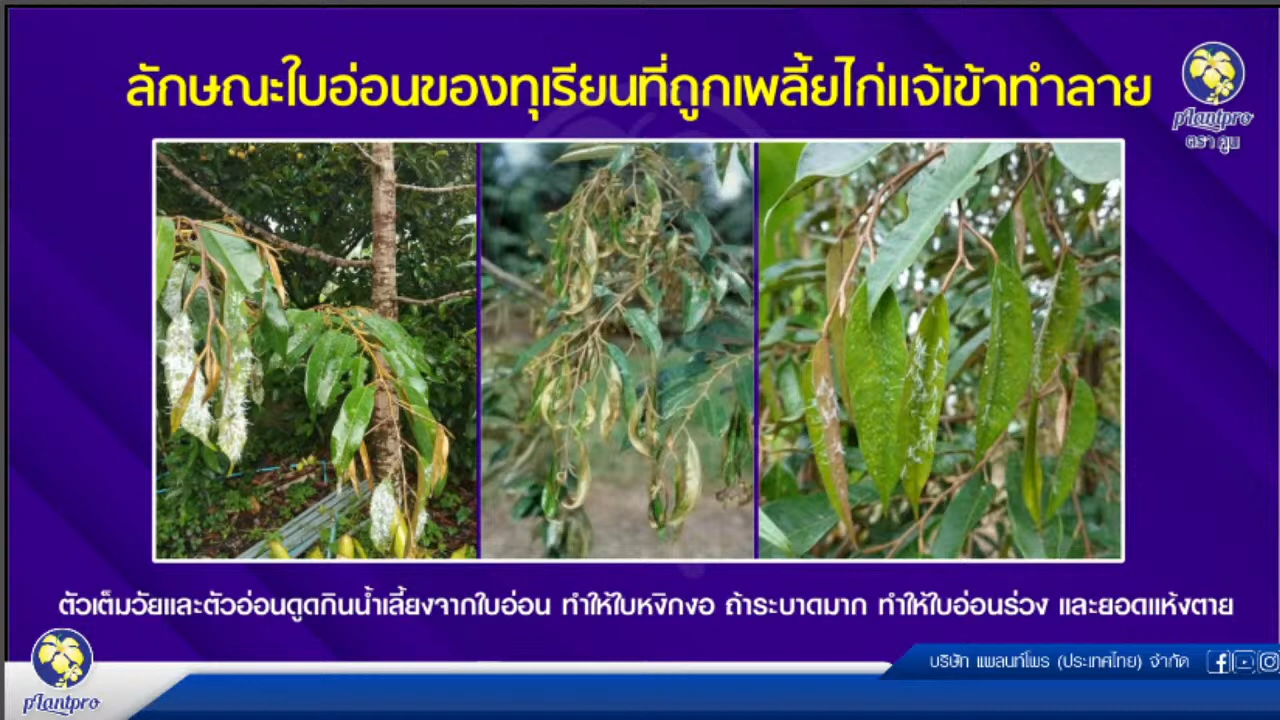 ลักษณะใบอ่อนของทุเรียนที่ถูกเพลี้ยไก่แจ้เข้าทำลาย
plantpro
ตรา คูน
ตัวเต็มวัยและตัวอ่อนดูดกินน้ำเลี้ยงจากใบอ่อน ทำให้ใบหงิกงอ ถ้าระบาดมาก ทำให้ใบอ่อนร่วง และยอดแห้งตาย
บริษัท แพลนท์โพร (ประเทศไทย) จำกัด
plantpro